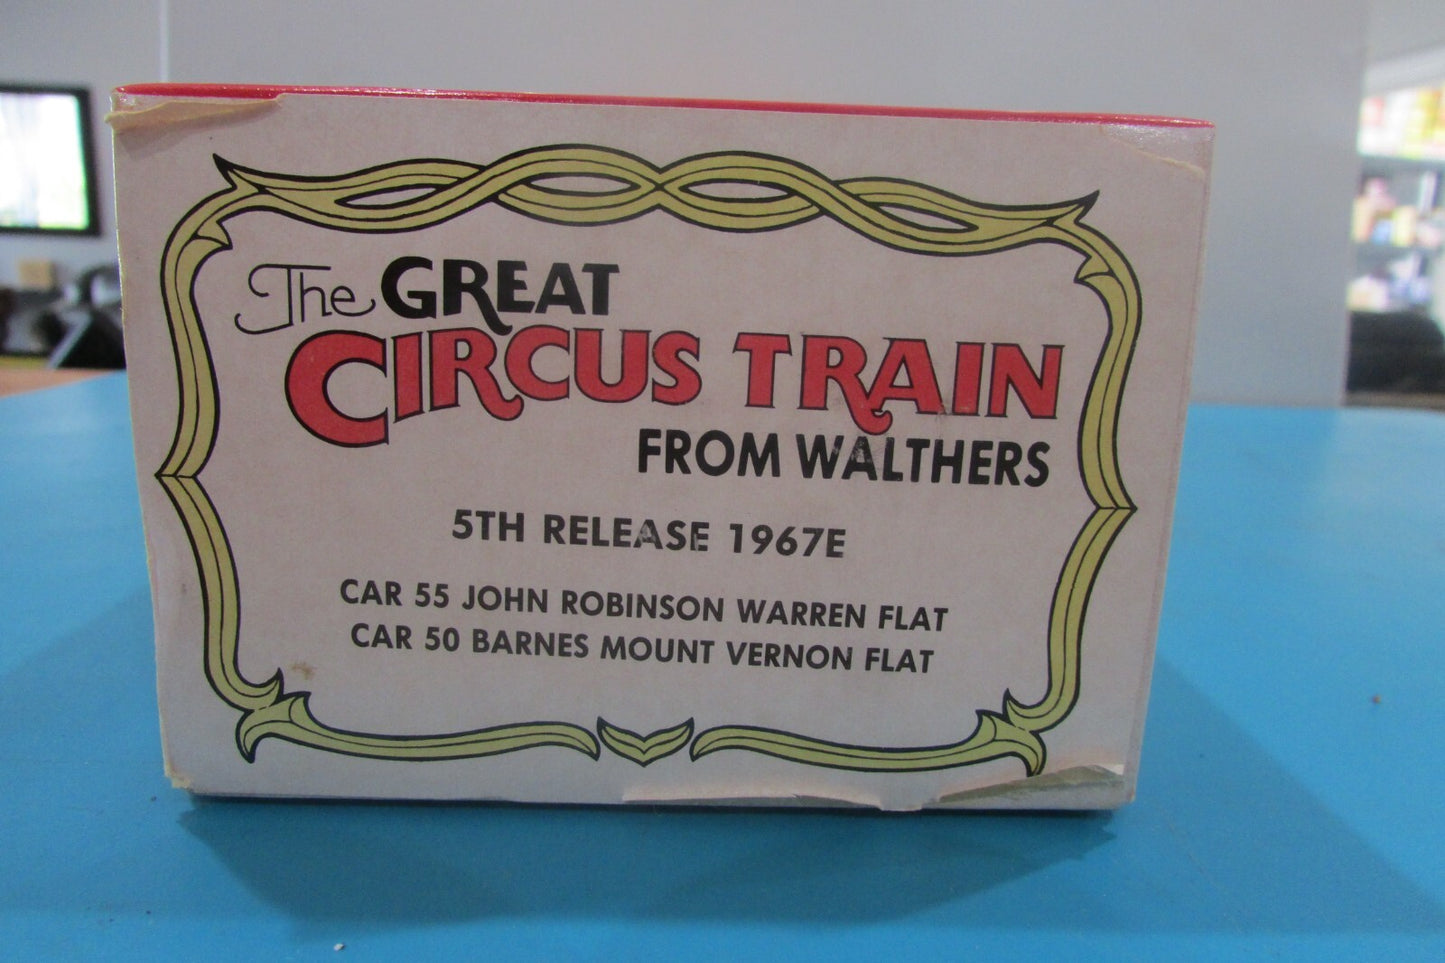 The GREAT
CIRCUS TRAIN
FROM WALTHERS
5TH RELEASE 1967E
CAR 55 JOHN ROBINSON WARREN FLAT
CAR 50 BARNES MOUNT VERNON FLAT